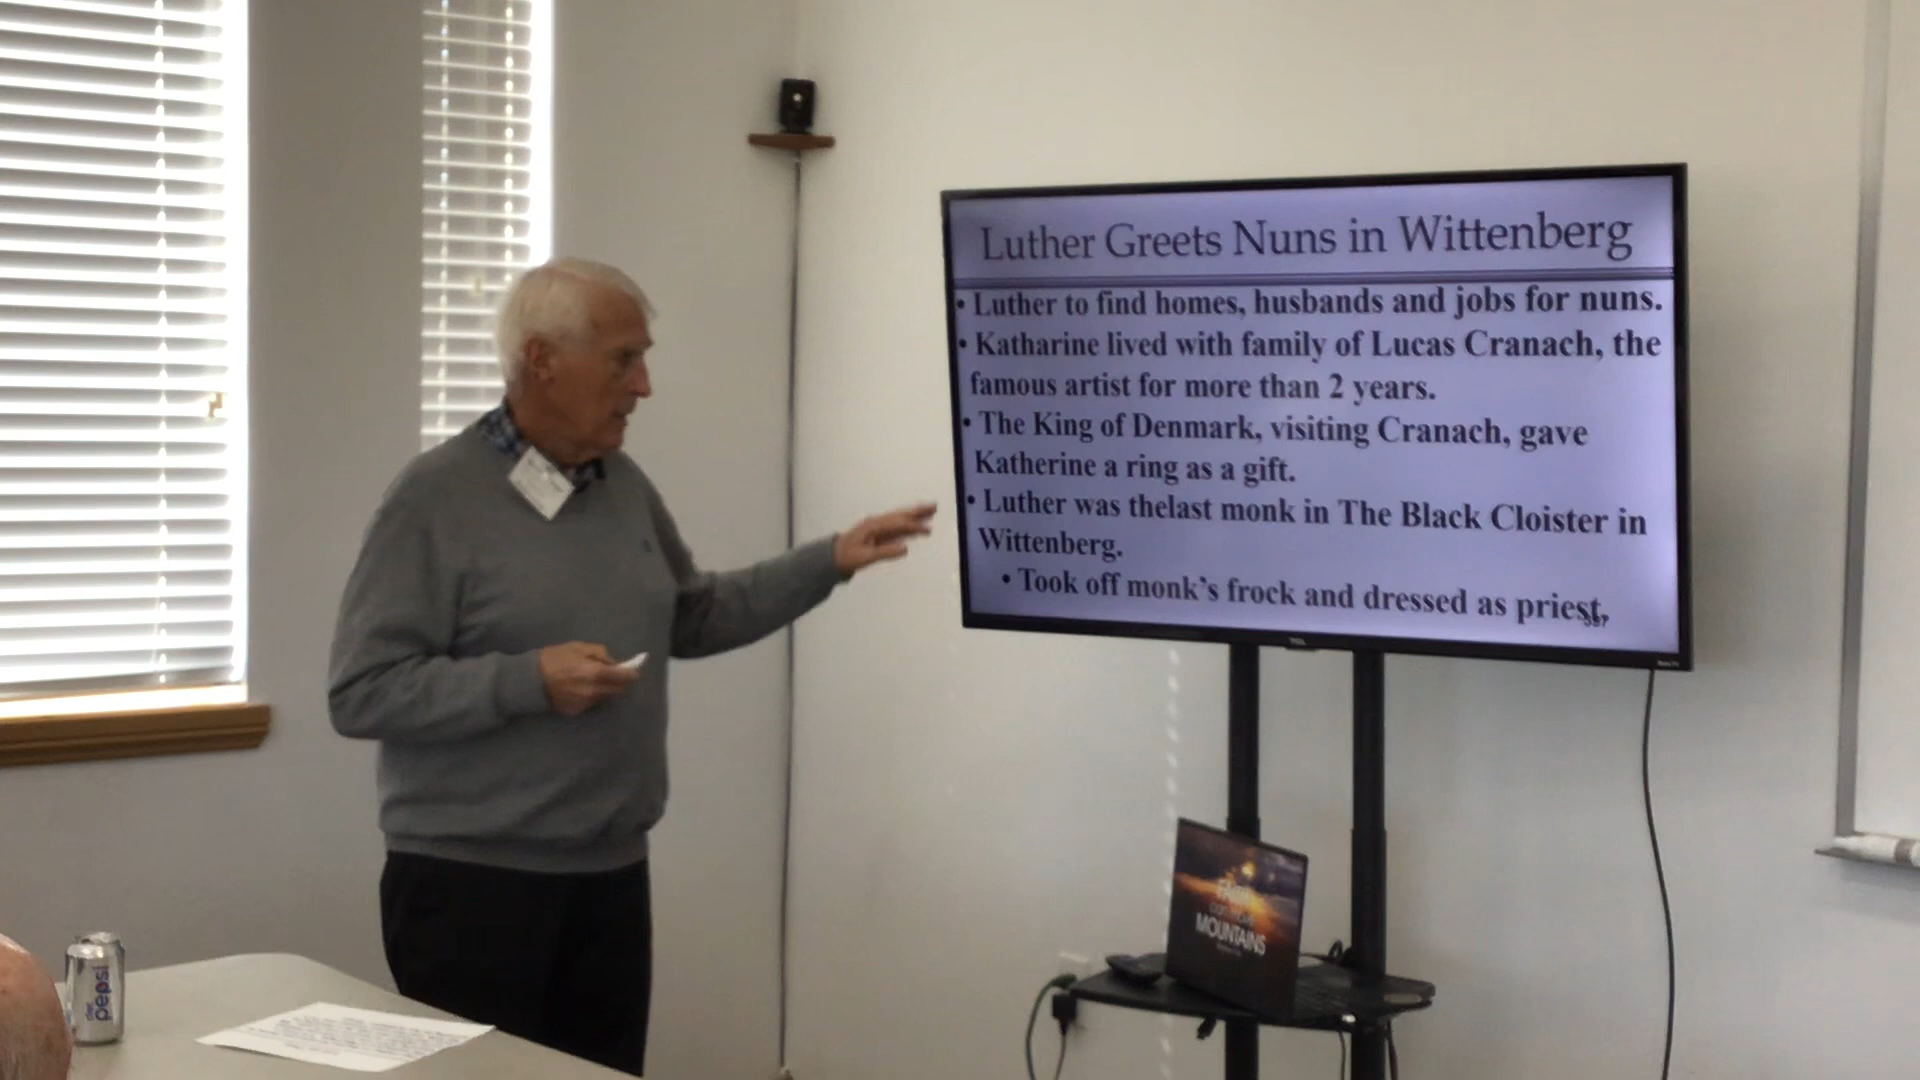 Luther Greets Nuns in Wittenberg
• Luther to find homes, husbands and jobs for nuns.
• Katharine lived with family of Lucas Cranach, the
famous artist for more than 2 years.
• The King of Denmark, visiting Cranach, gave
Katherine a ring as a gift.
• Luther was thelast monk in The Black Cloister in
Wittenberg.
• Took off monk's frock and dressed as priest,
TCL
FAITH
MOUNTAINS
diet
pepsi